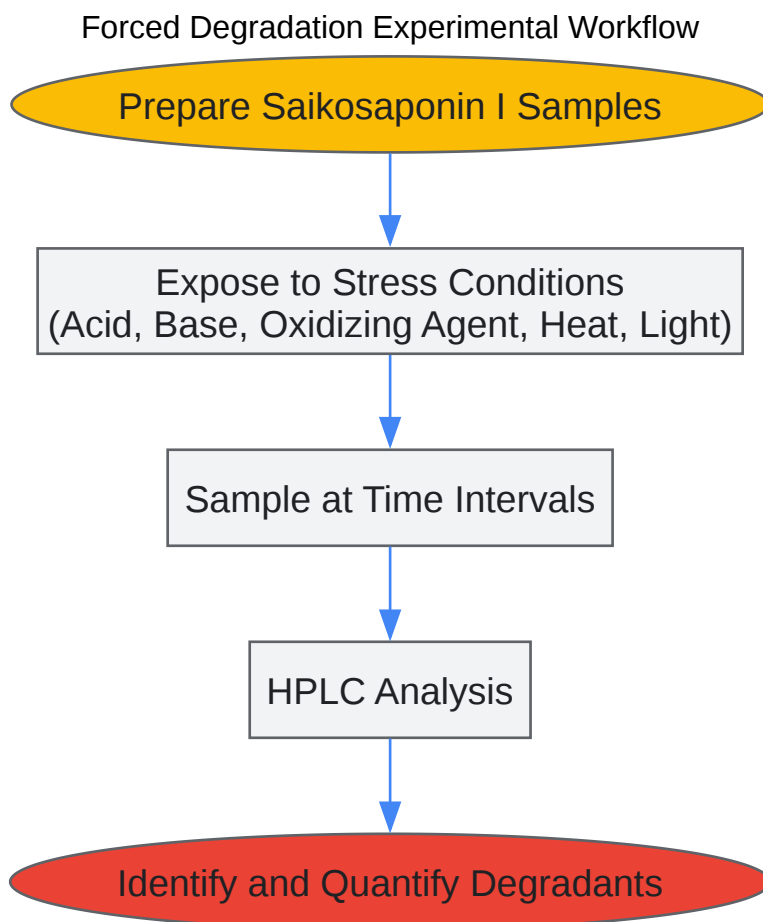 Forced Degradation Experimental Workflow
Prepare Saikosaponin I Samples
Expose to Stress Conditions
(Acid, Base, Oxidizing Agent, Heat, Light)
Sample at Time Intervals
HPLC Analysis
Identify and Quantify Degradants